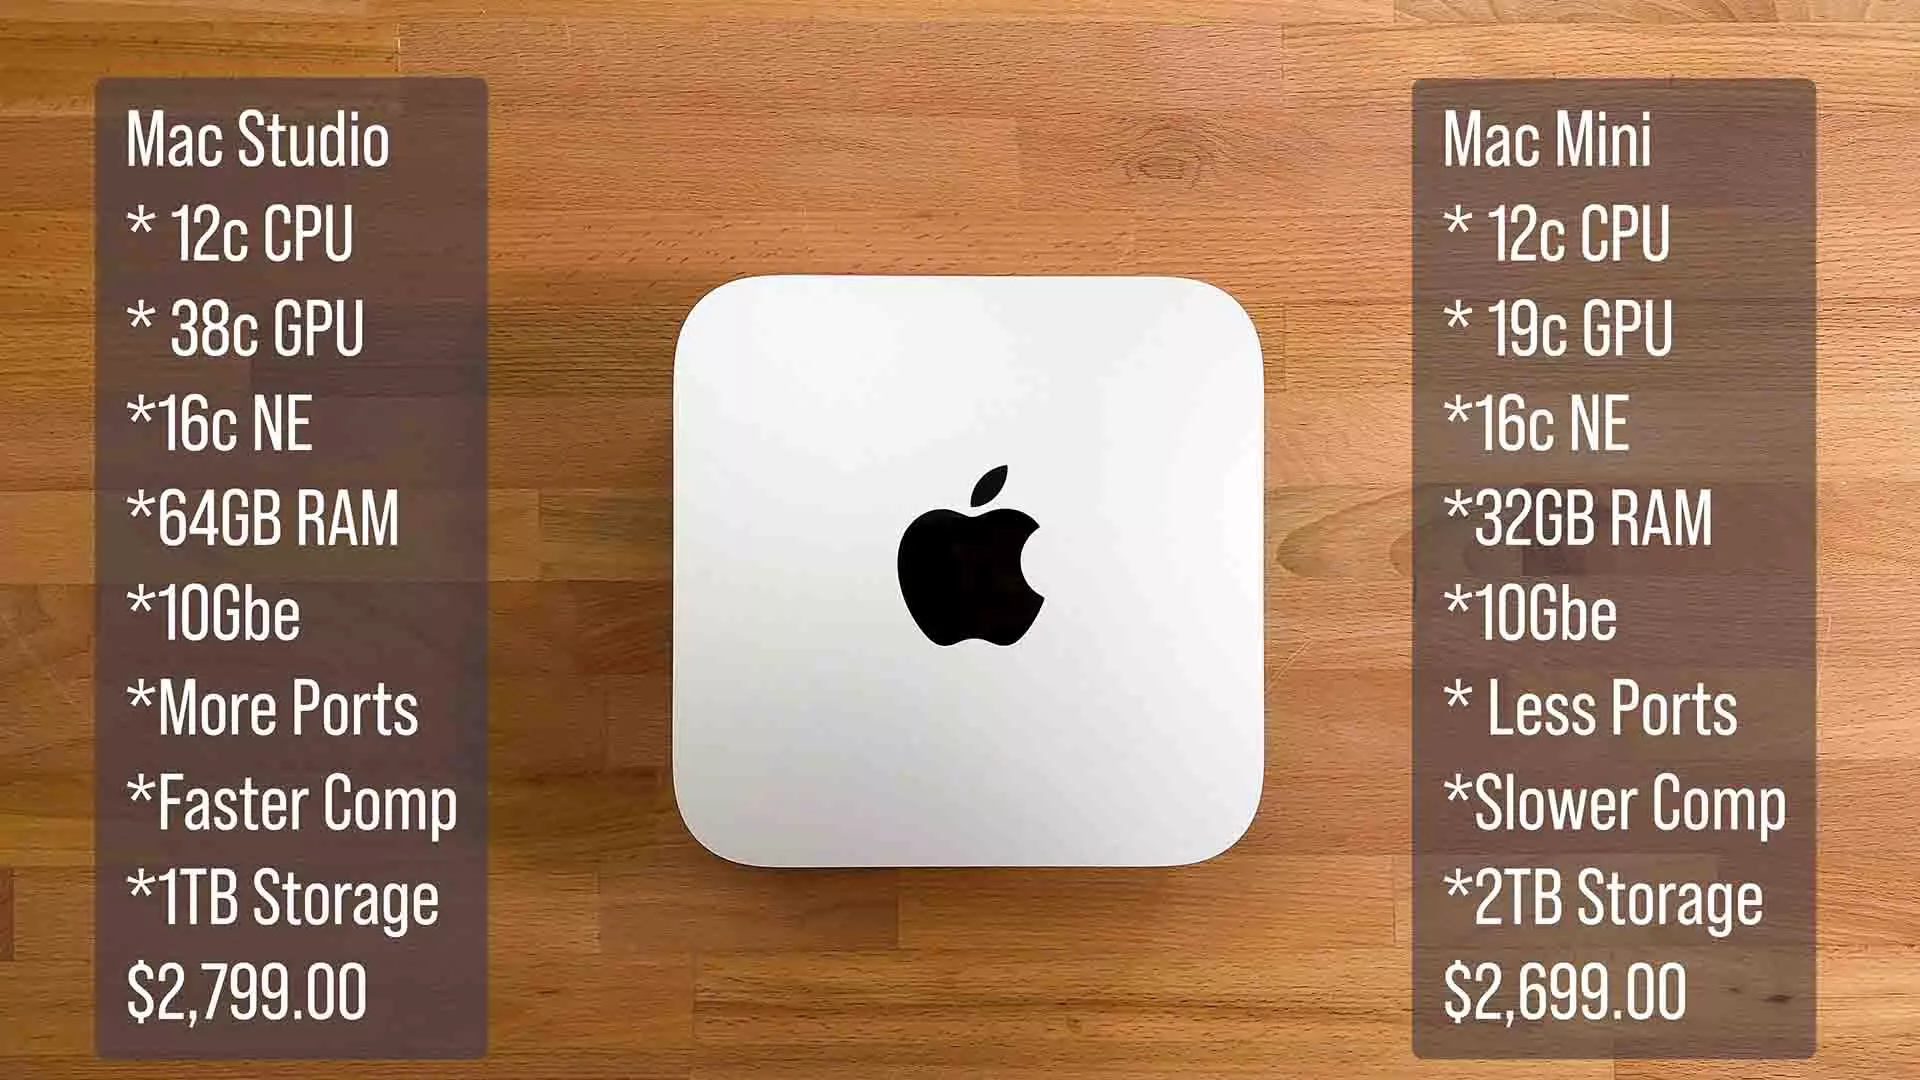 Mac Studio
* 12c CPU
* 38c GPU
*16c NE
*64GB RAM
*10Gbe
*More Ports
*Faster Comp
*1TB Storage
$2,799.00
Mac Mini
* 12c CPU
* 19c GPU
*16c NE
*32GB RAM
*10Gbe
* Less Ports
*Slower Comp
*2TB Storage
$2,699.00